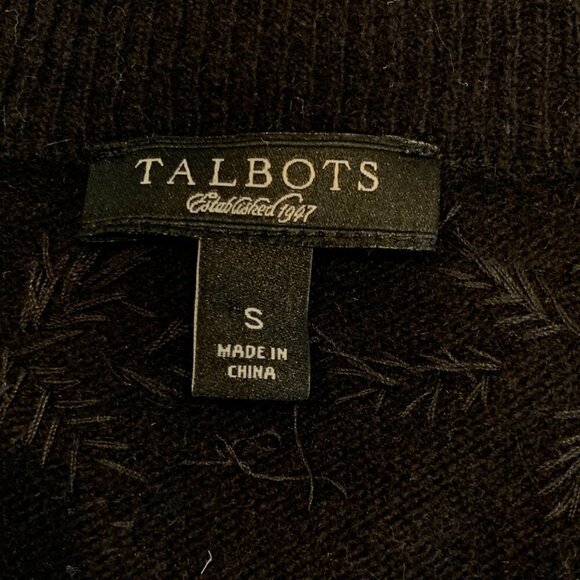 TALBOTS
Established 1947
S
MADE IN
CHINA